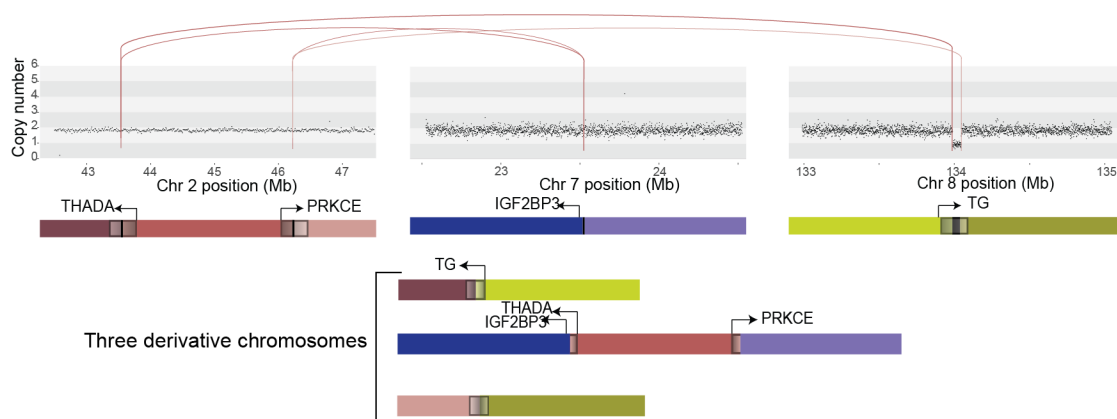 Copy number
6
5
4
3
2
1
0
43 44 45 46 47
23 24
133 134 135
Chr 2 position (Mb) Chr 7 position (Mb) Chr 8 position (Mb)
THADA PRKCE IGF2BP3 TG
TG
THADA
IGF2BP3 PRKCE
Three derivative chromosomes